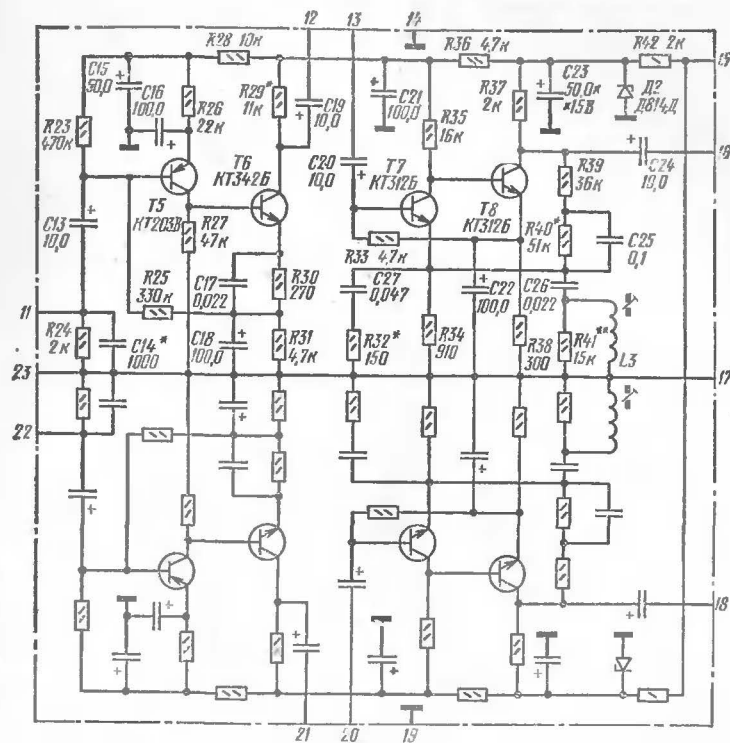 12
13
14
R28 10к
R36 4,7к
R42 2к
15
C15
50,0
C16
100,0
R26
22к
R29*
11к
C19
10,0
C21
100,0
R35
16к
R37
2к
C23
50,0*
*15В
Д2
Д814Д
R23
470к
T6
КТ342Б
C20
10,0
T7
КТ312Б
R39
36к
C24
10,0
16
T5
КТ203В
R27
47к
T8
КТ312Б
R40*
51к
C25
0,1
C13
10,0
R33 4,7к
R25
330к
C17
0,022
R30
270
C27
0,047
C22
100,0
C26
0,022
11
R24
2к
C14*
1000
C18
100,0
R31
4,7к
R32*
150
R34
910
R38
300
R41**
15к
L3
23
17
22
18
21
20
19